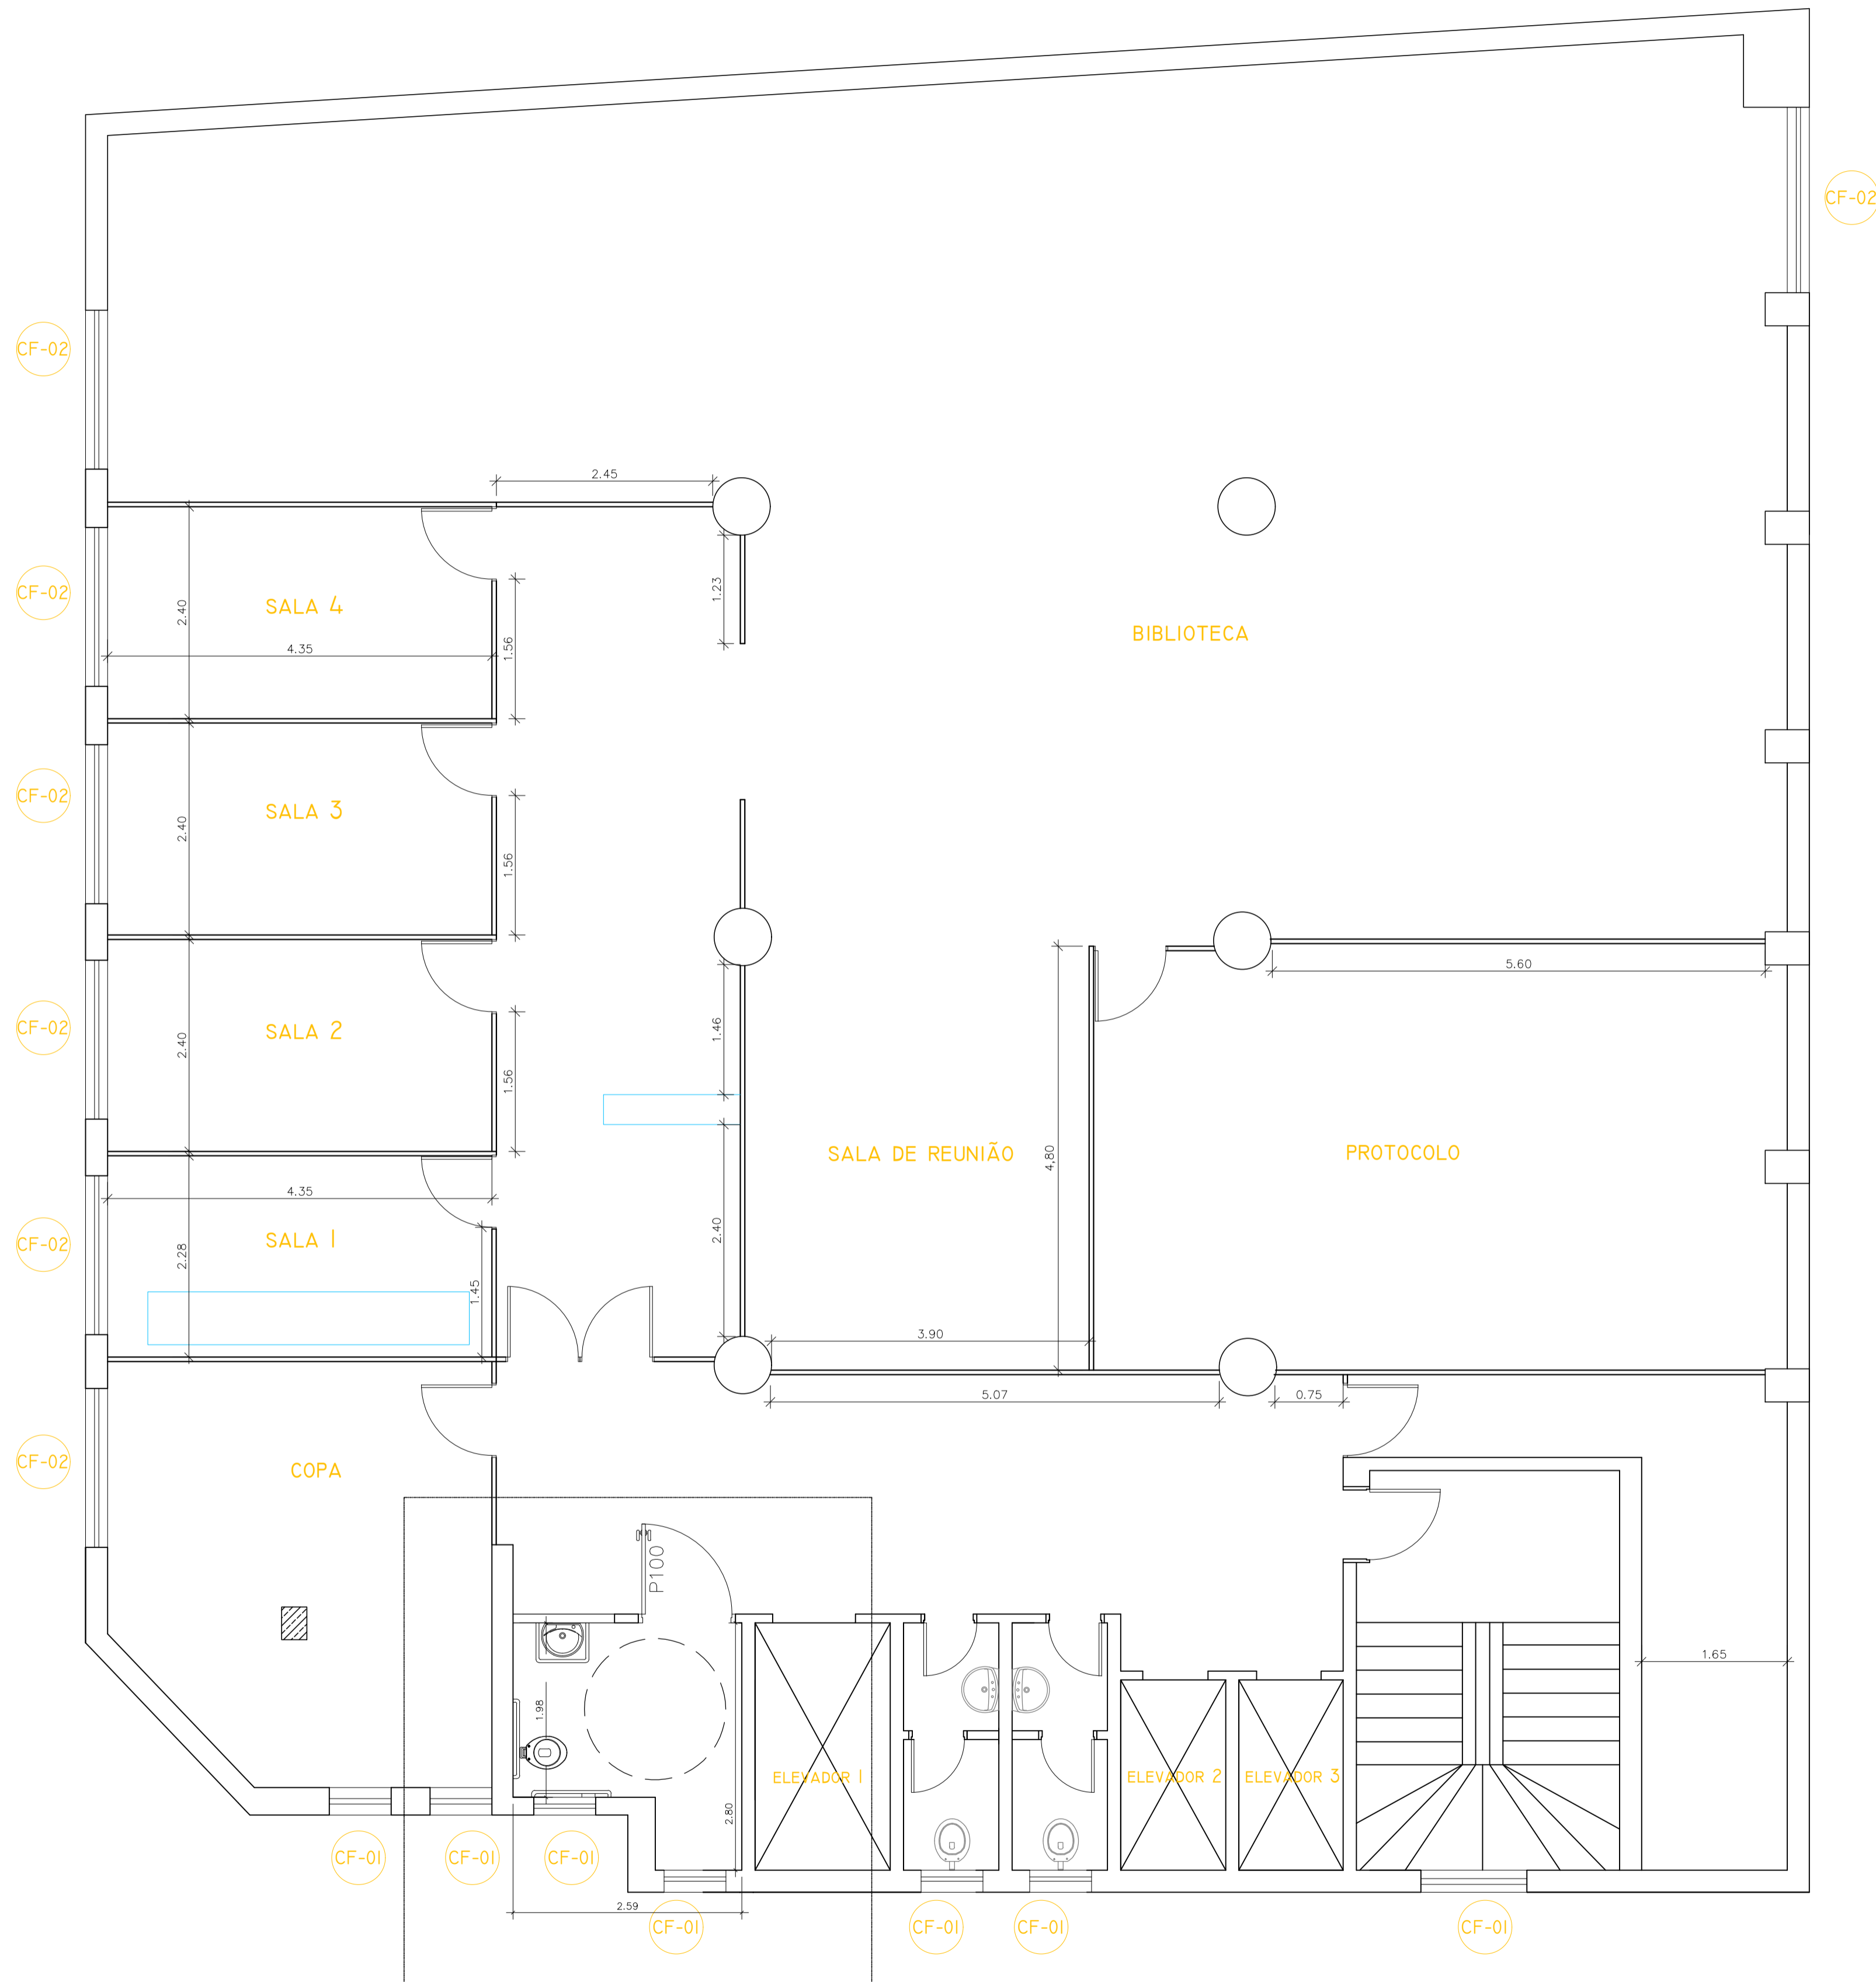 CF-02
CF-02
2.45
1.23
CF-02
2.40
SALA 4
1.56
BIBLIOTECA
4.35
CF-02
SALA 3
2.40
1.56
5.60
CF-02
SALA 2
2.40
1.46
1.56
SALA DE REUNIÃO
4,80
PROTOCOLO
4.35
CF-02
SALA 1
2.28
2.40
1.45
3.90
5.07
0.75
CF-02
COPA
P100
1.65
1.98
ELEVADOR 1
ELEVADOR 2
ELEVADOR 3
2.80
CF-01
CF-01
CF-01
2.59
CF-01
CF-01
CF-01
CF-01